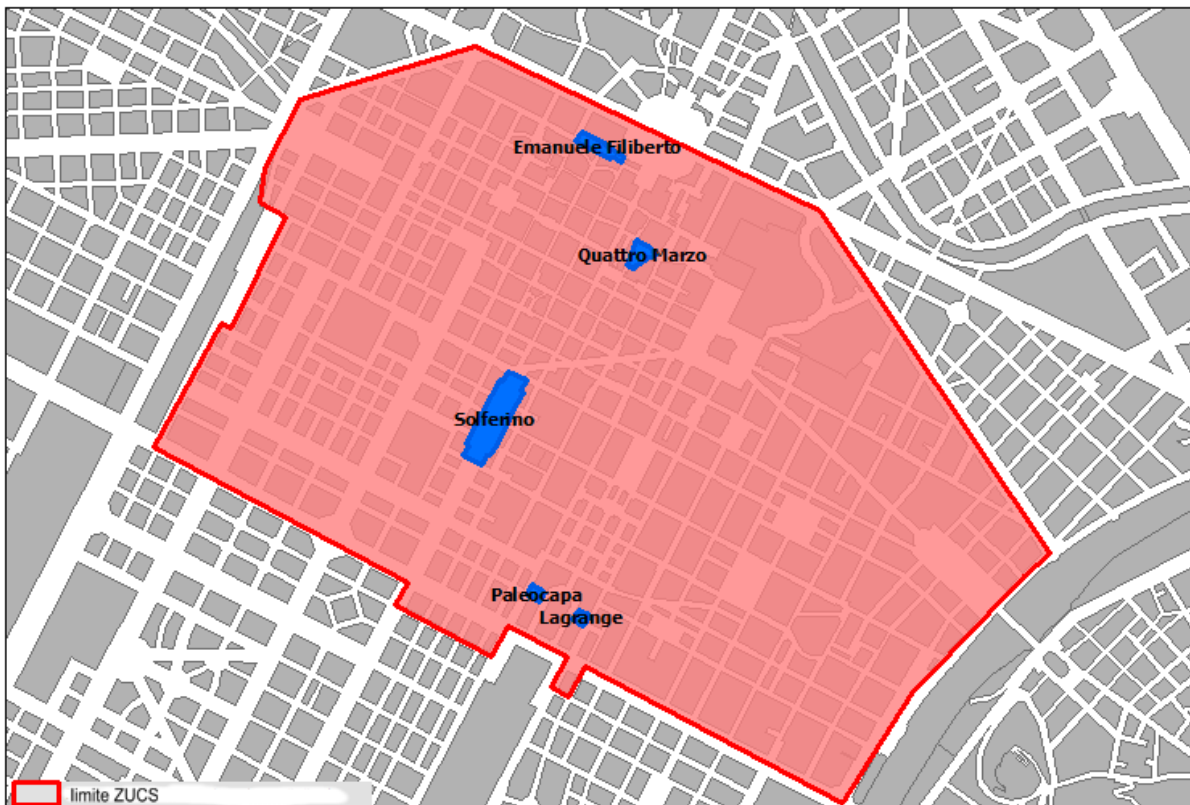 Emanuele Filiberto
Quattro Marzo
Solferino
Paleocapa
Lagrange
limite ZUCS